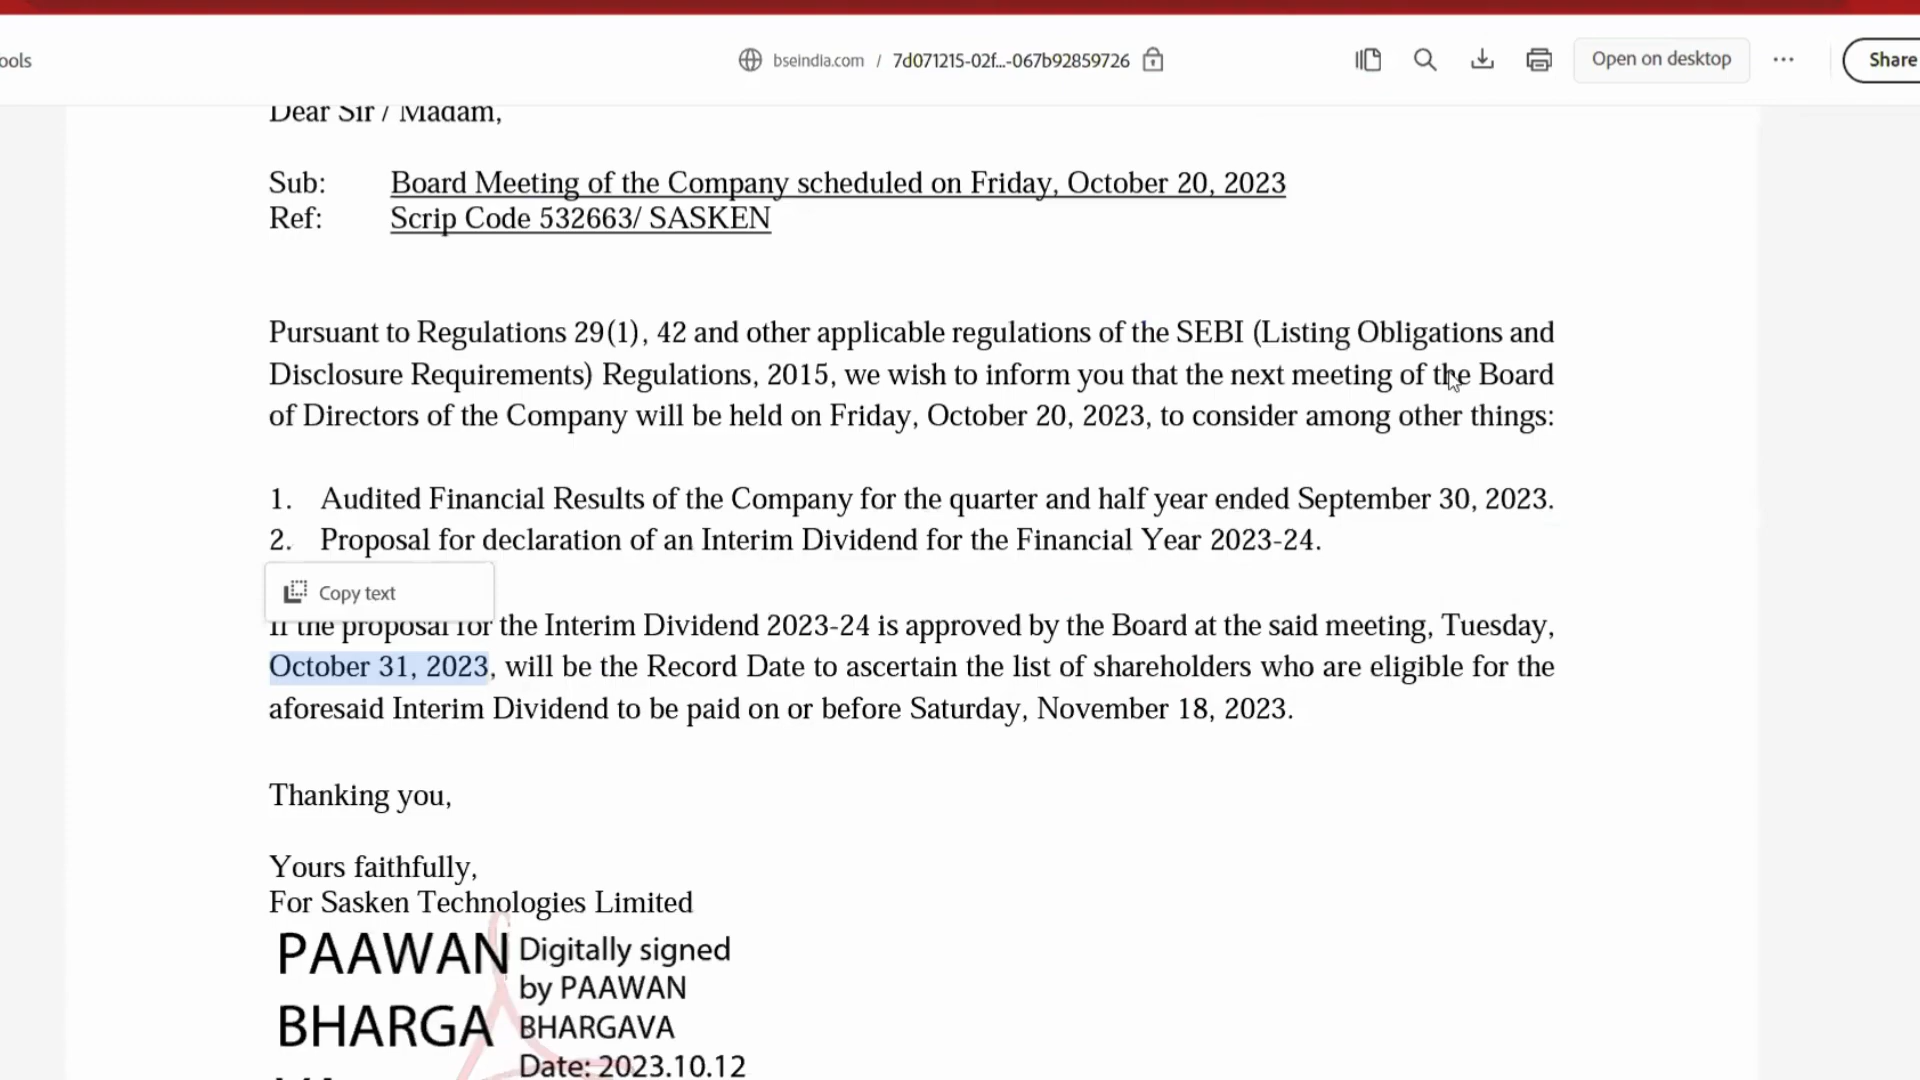 ools
bseindia.com / 7d071215-02f...-067b92859726
Open on desktop
Share
Dear Sir / Madam,
Sub: Board Meeting of the Company scheduled on Friday, October 20, 2023
Ref: Scrip Code 532663/ SASKEN
Pursuant to Regulations 29(1), 42 and other applicable regulations of the SEBI (Listing Obligations and
Disclosure Requirements) Regulations, 2015, we wish to inform you that the next meeting of the Board
of Directors of the Company will be held on Friday, October 20, 2023, to consider among other things:
1. Audited Financial Results of the Company for the quarter and half year ended September 30, 2023.
2. Proposal for declaration of an Interim Dividend for the Financial Year 2023-24.
Copy text
If the proposal for the Interim Dividend 2023-24 is approved by the Board at the said meeting, Tuesday,
October 31, 2023, will be the Record Date to ascertain the list of shareholders who are eligible for the
aforesaid Interim Dividend to be paid on or before Saturday, November 18, 2023.
Thanking you,
Yours faithfully,
For Sasken Technologies Limited
PAAWAN
BHARGA
Digitally signed
by PAAWAN
BHARGAVA
Date: 2023.10.12